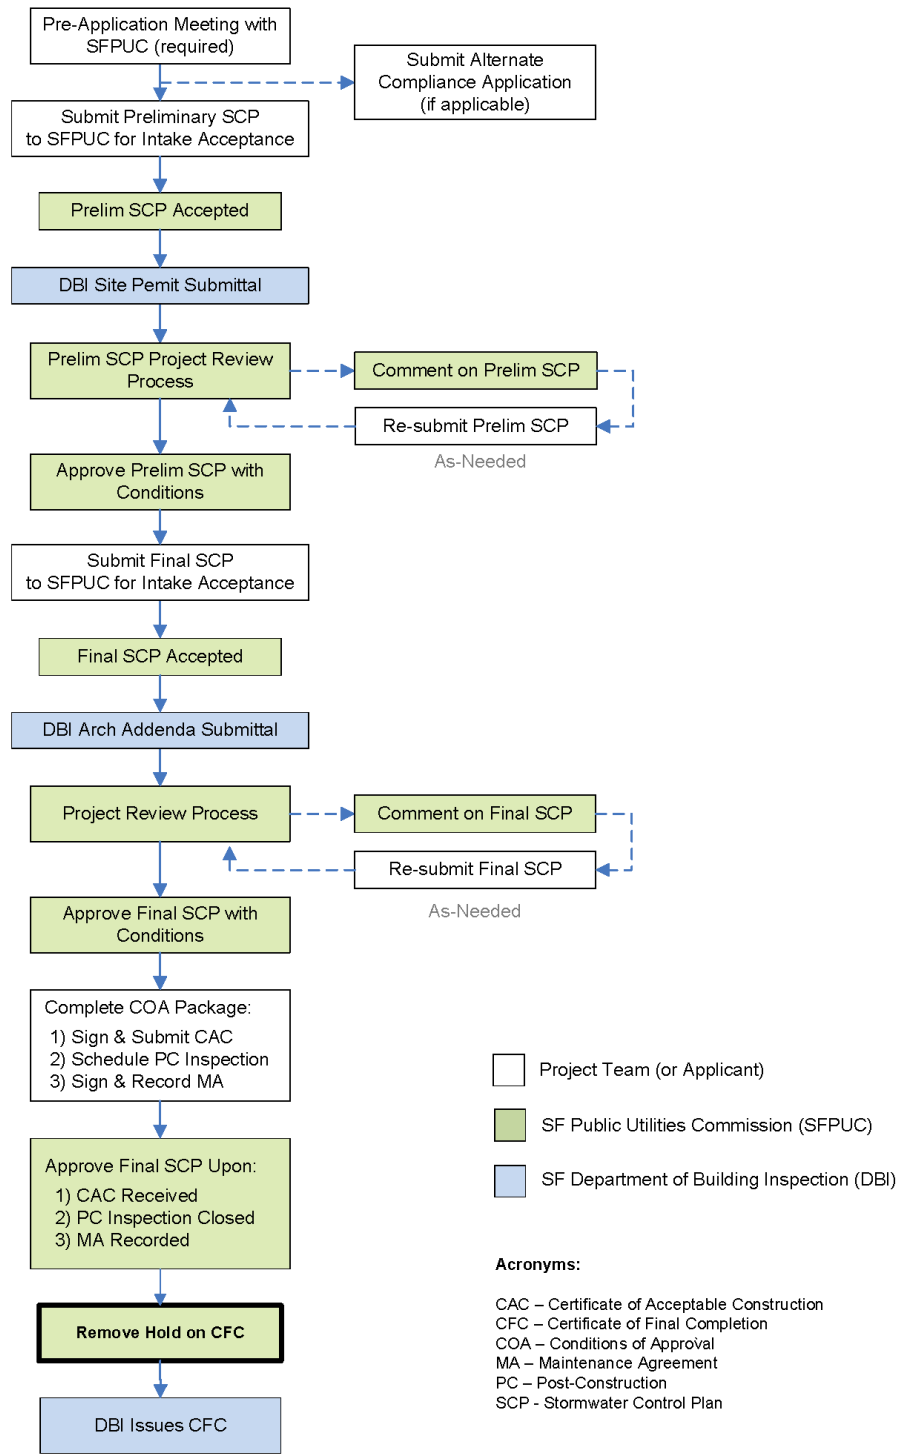 Pre-Application Meeting with
SFPUC (required)
Submit Alternate
Compliance Application
(if applicable)
Submit Preliminary SCP
to SFPUC for Intake Acceptance
Prelim SCP Accepted
DBI Site Pemit Submittal
Prelim SCP Project Review
Process
Comment on Prelim SCP
Re-submit Prelim SCP
As-Needed
Approve Prelim SCP with
Conditions
Submit Final SCP
to SFPUC for Intake Acceptance
Final SCP Accepted
DBI Arch Addenda Submittal
Project Review Process
Comment on Final SCP
Re-submit Final SCP
As-Needed
Approve Final SCP with
Conditions
Complete COA Package:
1) Sign & Submit CAC
2) Schedule PC Inspection
3) Sign & Record MA
Approve Final SCP Upon:
1) CAC Received
2) PC Inspection Closed
3) MA Recorded
Remove Hold on CFC
DBI Issues CFC
Project Team (or Applicant)
SF Public Utilities Commission (SFPUC)
SF Department of Building Inspection (DBI)
Acronyms:
CAC – Certificate of Acceptable Construction
CFC – Certificate of Final Completion
COA – Conditions of Approval
MA – Maintenance Agreement
PC – Post-Construction
SCP - Stormwater Control Plan